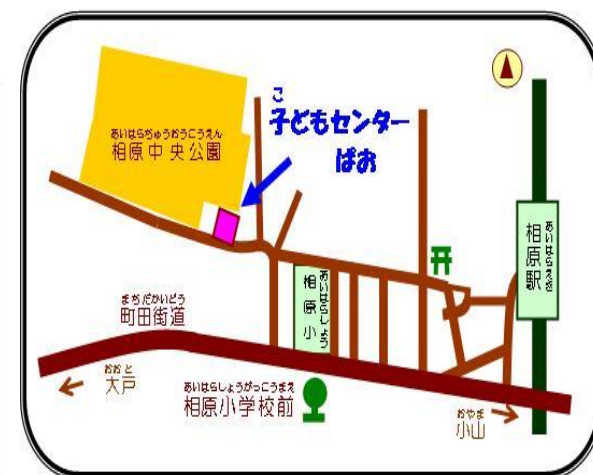 こ
子どもセンター
ぱお
あいはらちゅうおうこうえん
相原中央公園
あいはらえき
相原駅
あいはらしょう
相原小
まちだかいどう
町田街道
おおと
大戸
あいはらしょうがっこうまえ
相原小学校前
おやま
小山